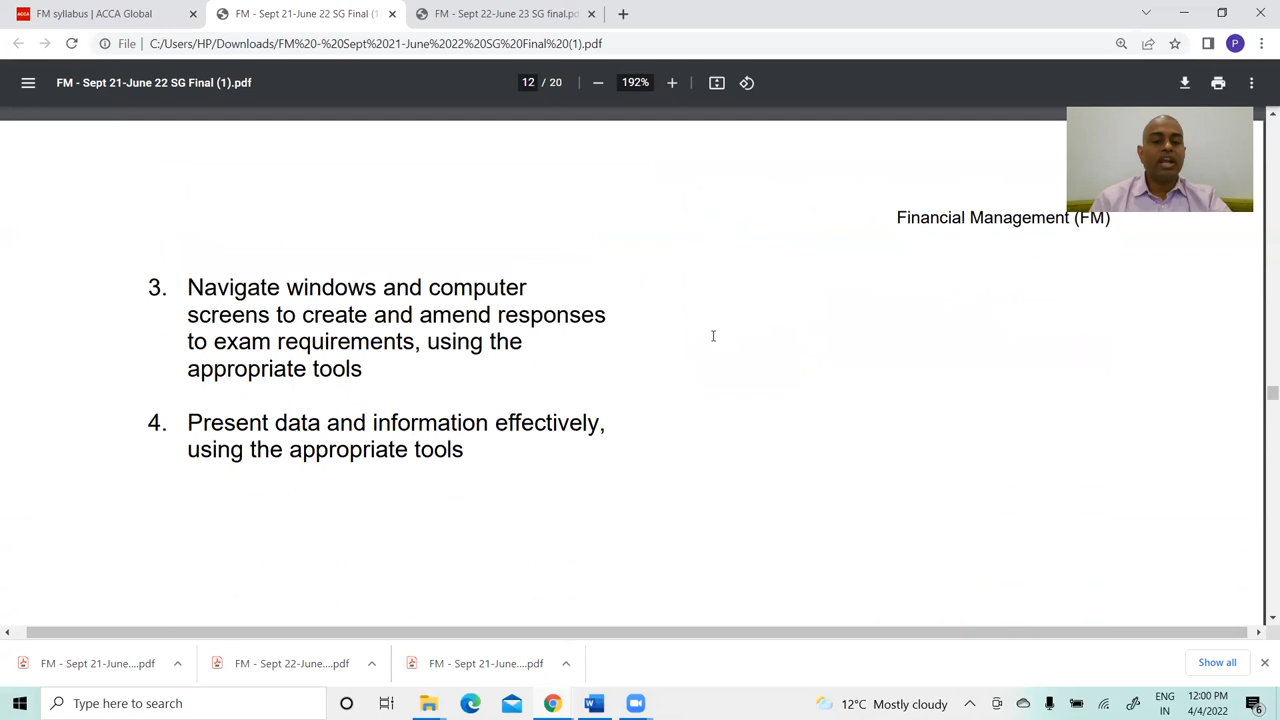 FM syllabus | ACCA Global
FM - Sept 21-June 22 SG Final (1
FM - Sept 22-June 23 SG final.pd
File
C:/Users/HP/Downloads/FM%20-%20Sept%2021-June%2022%20SG%20Final%20(1).pdf
FM - Sept 21-June 22 SG Final (1).pdf
12 / 20
192%
Financial Management (FM)
3. Navigate windows and computer
screens to create and amend responses
to exam requirements, using the
appropriate tools
4. Present data and information effectively,
using the appropriate tools
FM - Sept 21-June....pdf
FM - Sept 22-June....pdf
FM - Sept 21-June....pdf
Show all
Type here to search
12°C Mostly cloudy
ENG
IN
12:00 PM
4/4/2022
6